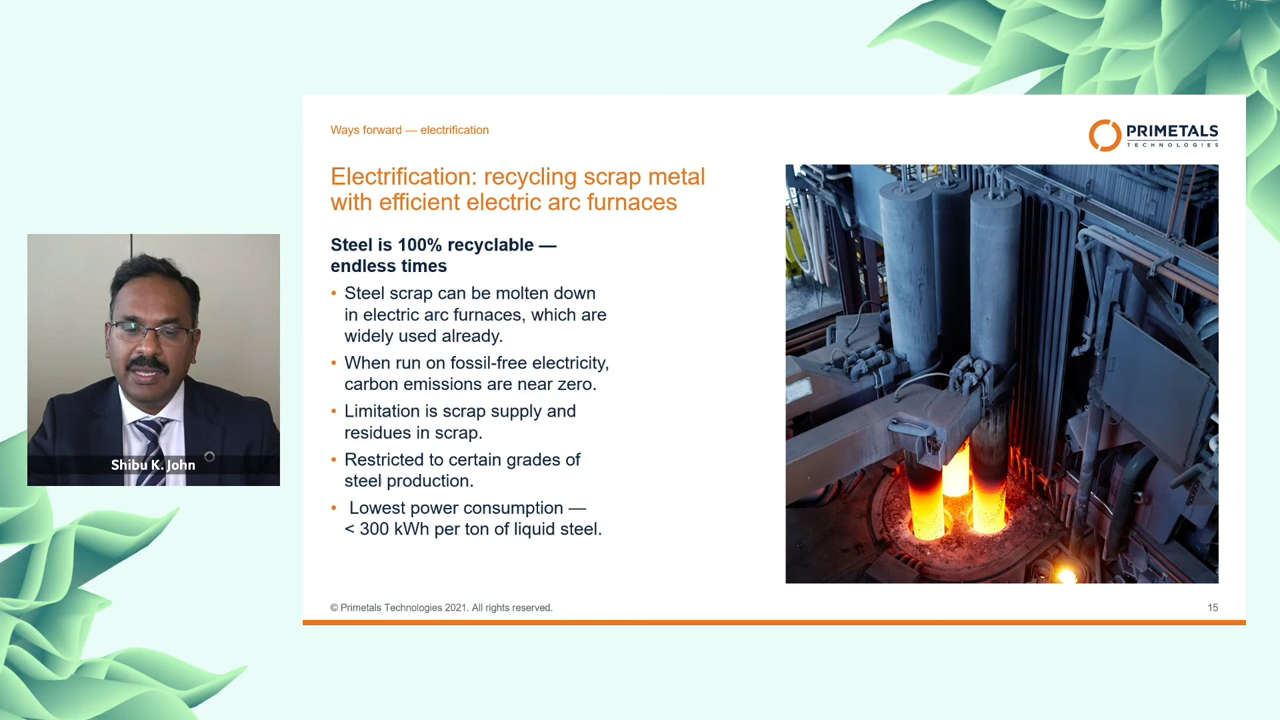 Ways forward — electrification
PRIMETALS
TECHNOLOGIES
Electrification: recycling scrap metal
with efficient electric arc furnaces
Steel is 100% recyclable —
endless times
• Steel scrap can be molten down
in electric arc furnaces, which are
widely used already.
• When run on fossil-free electricity,
carbon emissions are near zero.
• Limitation is scrap supply and
residues in scrap.
• Restricted to certain grades of
steel production.
• Lowest power consumption —
< 300 kWh per ton of liquid steel.
Shibu K. John
© Primetals Technologies 2021. All rights reserved.
15